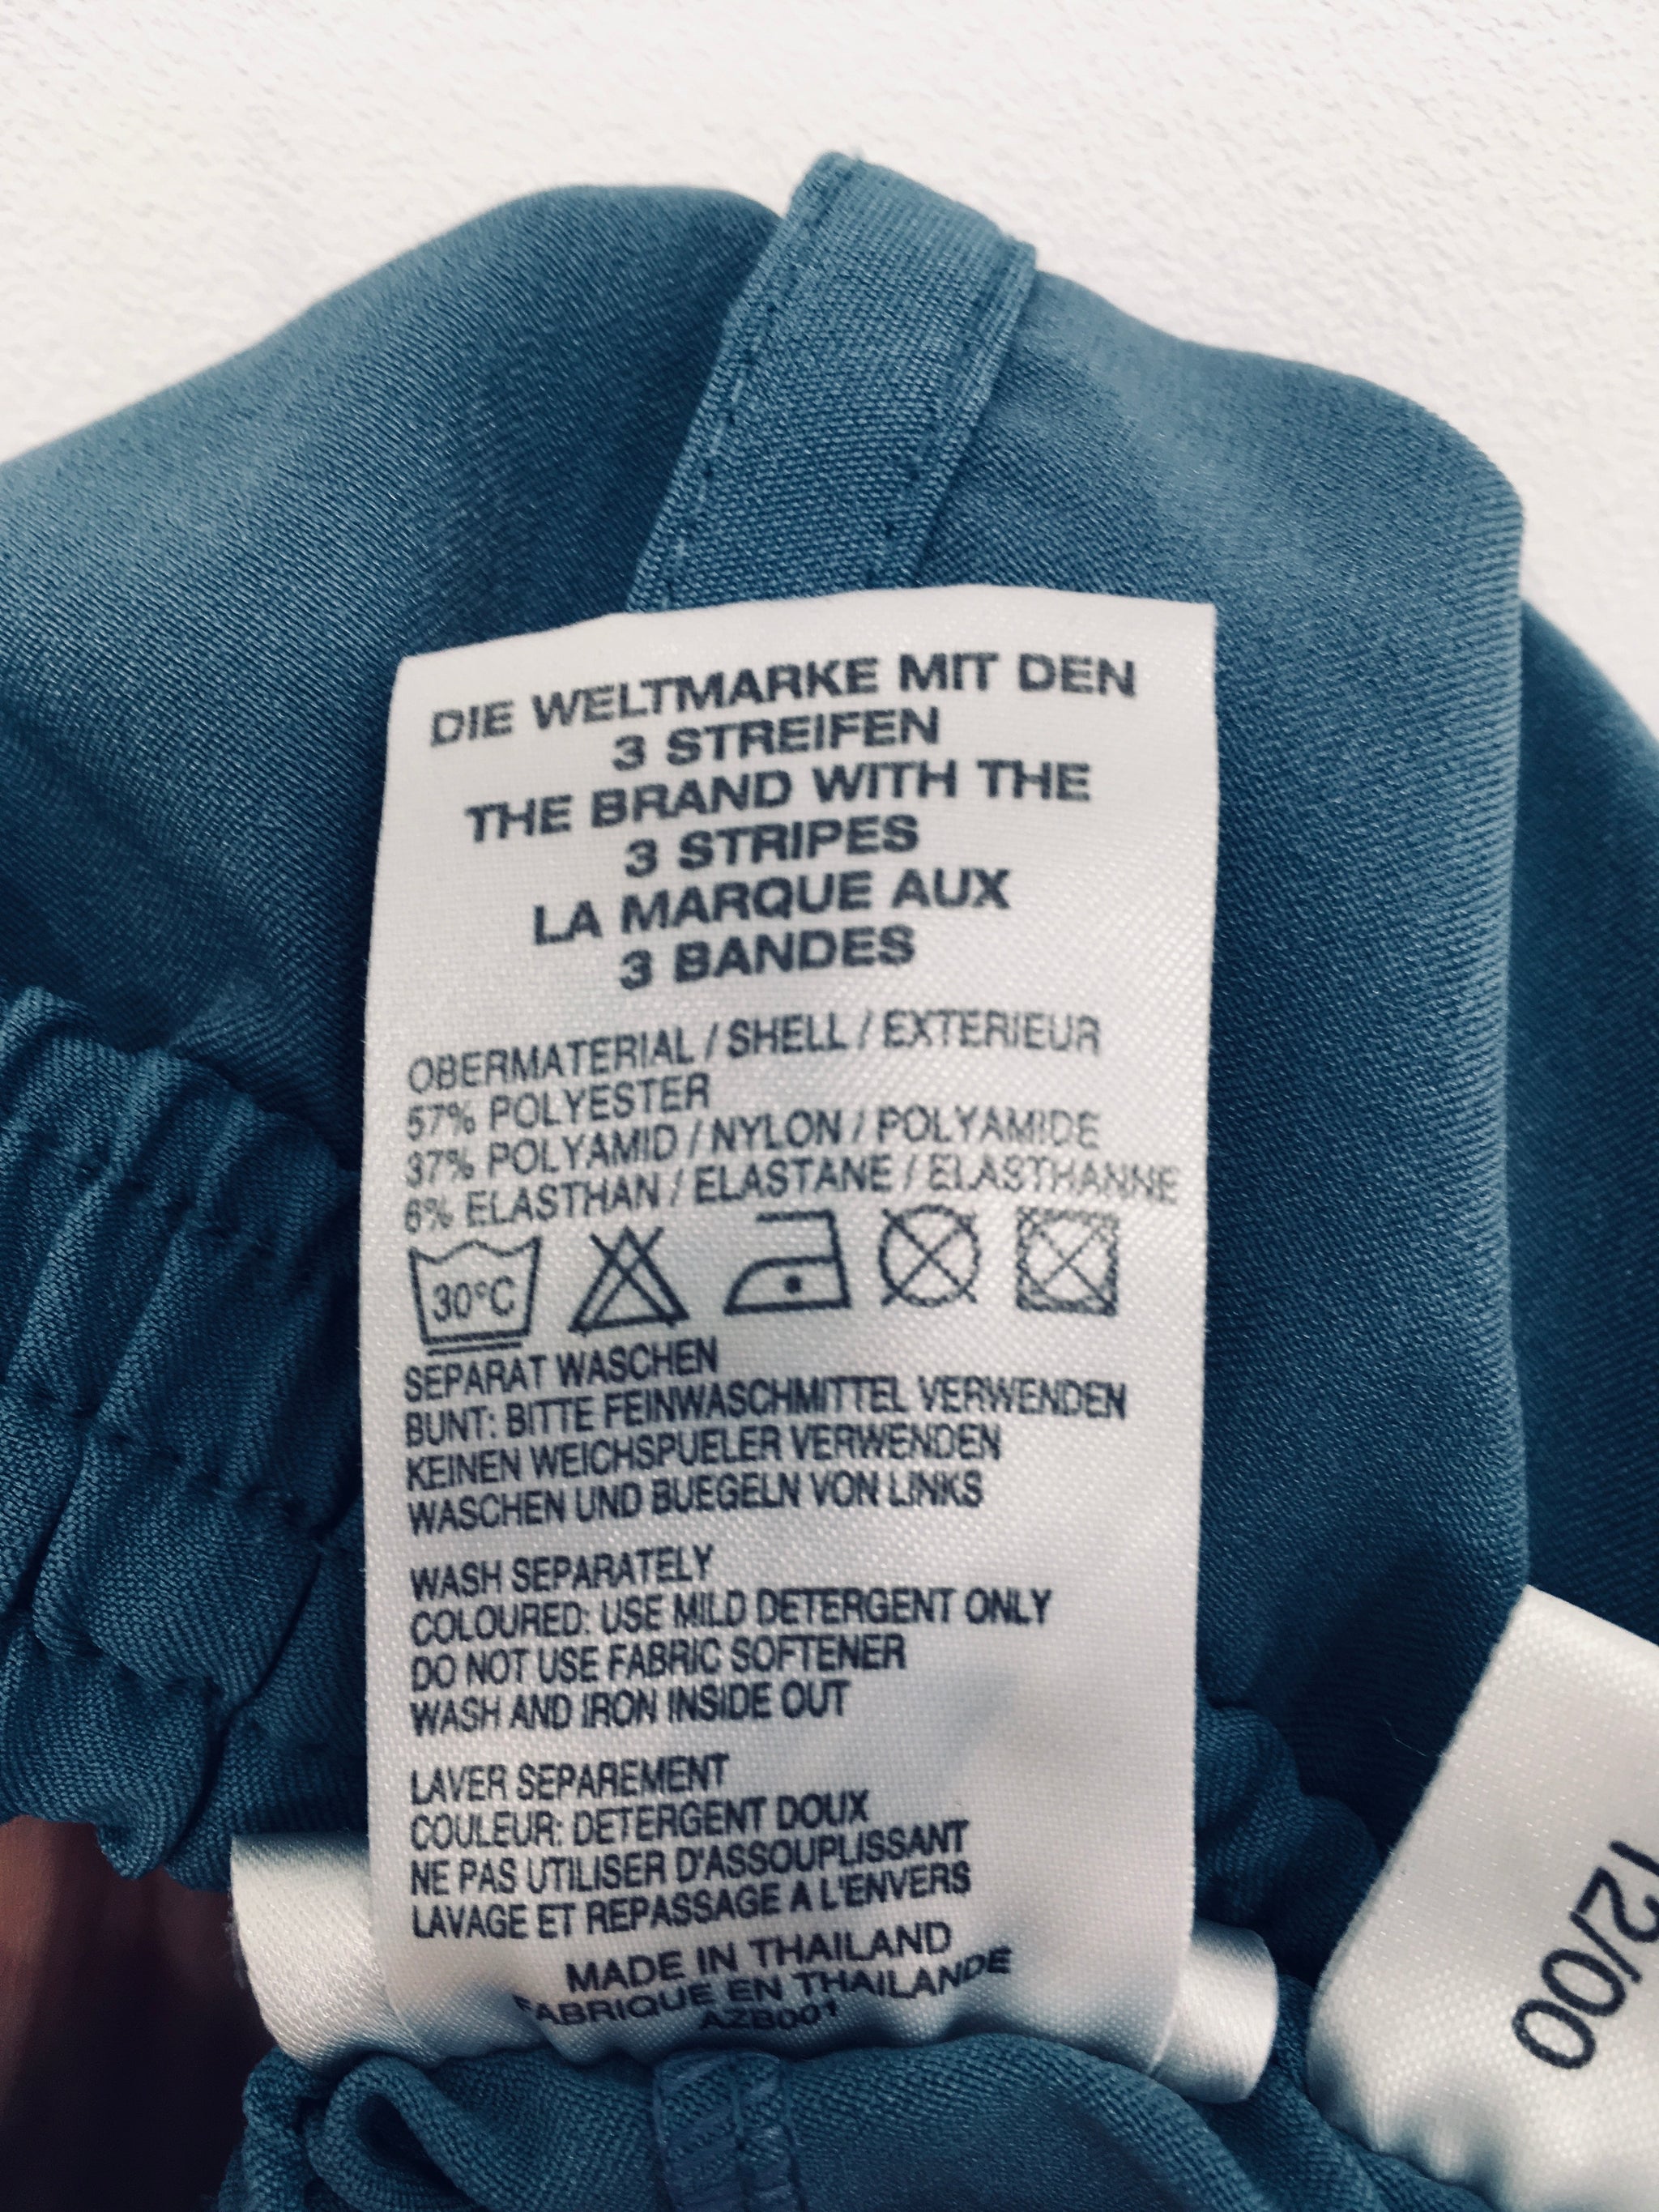 DIE WELTMARKE MIT DEN
3 STREIFEN
THE BRAND WITH THE
3 STRIPES
LA MARQUE AUX
3 BANDES
OBERMATERIAL / SHELL / EXTERIEUR
57% POLYESTER
37% POLYAMID / NYLON / POLYAMIDE
6% ELASTHAN / ELASTANE / ELASTHANNE
30°C
SEPARAT WASCHEN
BUNT: BITTE FEINWASCHMITTEL VERWENDEN
KEINEN WEICHSPUELER VERWENDEN
WASCHEN UND BUEGELN VON LINKS
WASH SEPARATELY
COLOURED: USE MILD DETERGENT ONLY
DO NOT USE FABRIC SOFTENER
WASH AND IRON INSIDE OUT
LAVER SEPAREMENT
COULEUR: DETERGENT DOUX
NE PAS UTILISER D'ASSOUPLISSANT
LAVAGE ET REPASSAGE A L'ENVERS
MADE IN THAILAND
FABRIQUE EN THAILANDE
AZB001
12/00